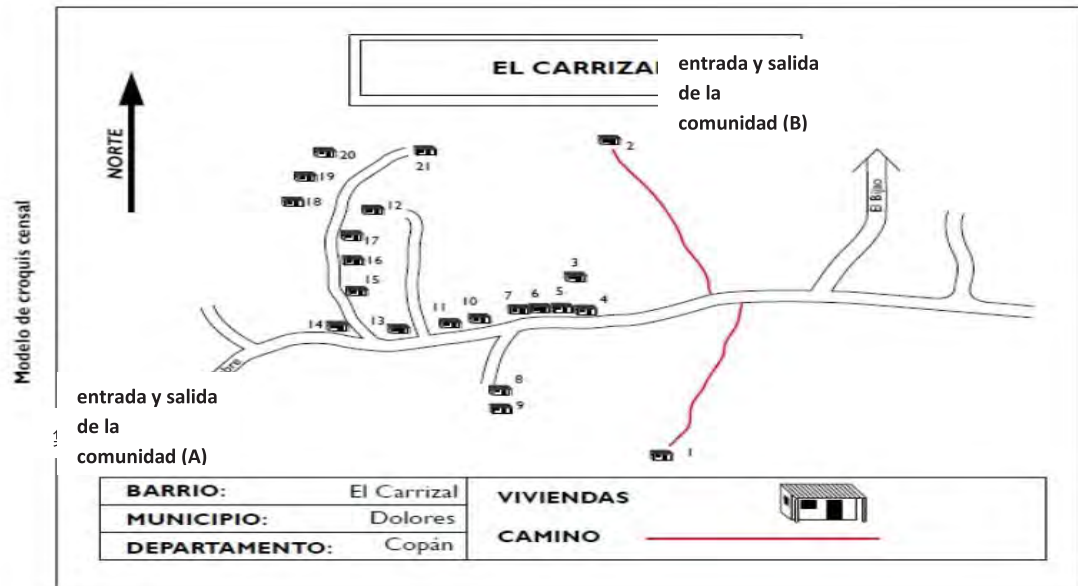 EL CARRIZAL
entrada y salida
de la
comunidad (B)
NORTE
Modelo de croquis censal
2
20
21
19
18
12
El Bijao
17
16
3
15
7
6
5
4
11
10
14
13
8
9
entrada y salida
de la
comunidad (A)
1
BARRIO: El Carrizal
MUNICIPIO: Dolores
DEPARTAMENTO: Copán
VIVIENDAS
CAMINO